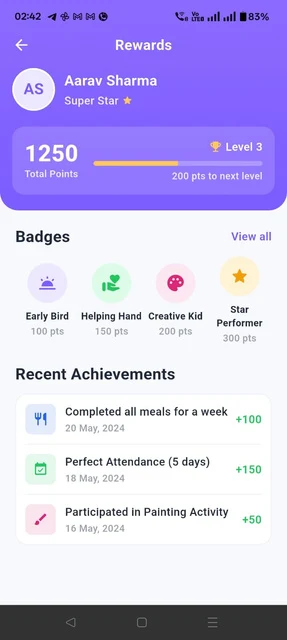 02:42
Vo
LTE
83%
Rewards
AS
Aarav Sharma
Super Star
1250
Total Points
Level 3
200 pts to next level
Badges
View all
Early Bird
100 pts
Helping Hand
150 pts
Creative Kid
200 pts
Star
Performer
300 pts
Recent Achievements
Completed all meals for a week
20 May, 2024
+100
Perfect Attendance (5 days)
18 May, 2024
+150
Participated in Painting Activity
16 May, 2024
+50